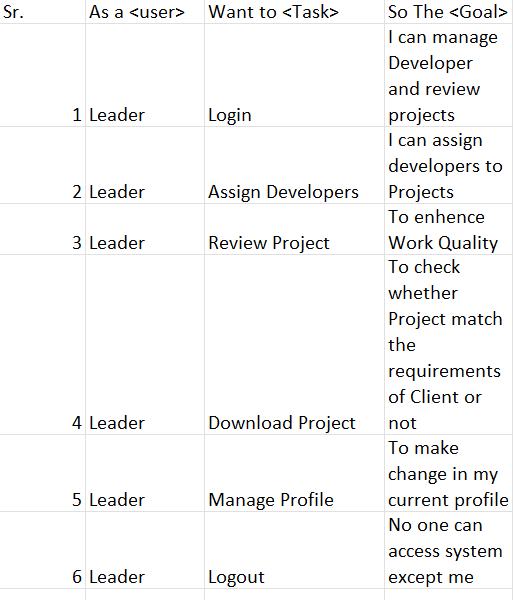 Sr. As a <user> Want to <Task> So The <Goal>
I can manage
Developer
and review
1 Leader Login projects
I can assign
developers to
2 Leader Assign Developers Projects
To enhence
3 Leader Review Project Work Quality
To check
whether
Project match
the
requirements
of Client or
4 Leader Download Project not
To make
change in my
5 Leader Manage Profile current profile
No one can
access system
6 Leader Logout except me